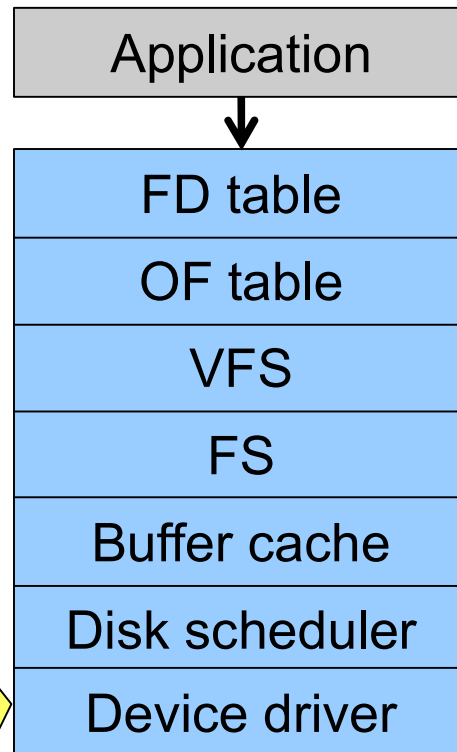 Application
FD table
OF table
VFS
FS
Buffer cache
Disk scheduler
Device driver